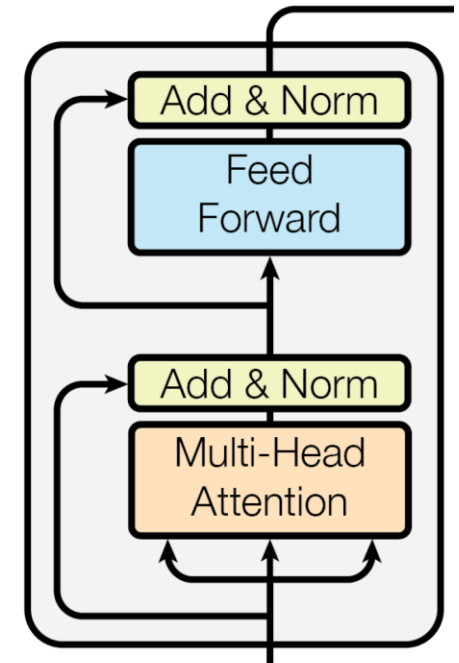 Add & Norm
Feed
Forward
Add & Norm
Multi-Head
Attention